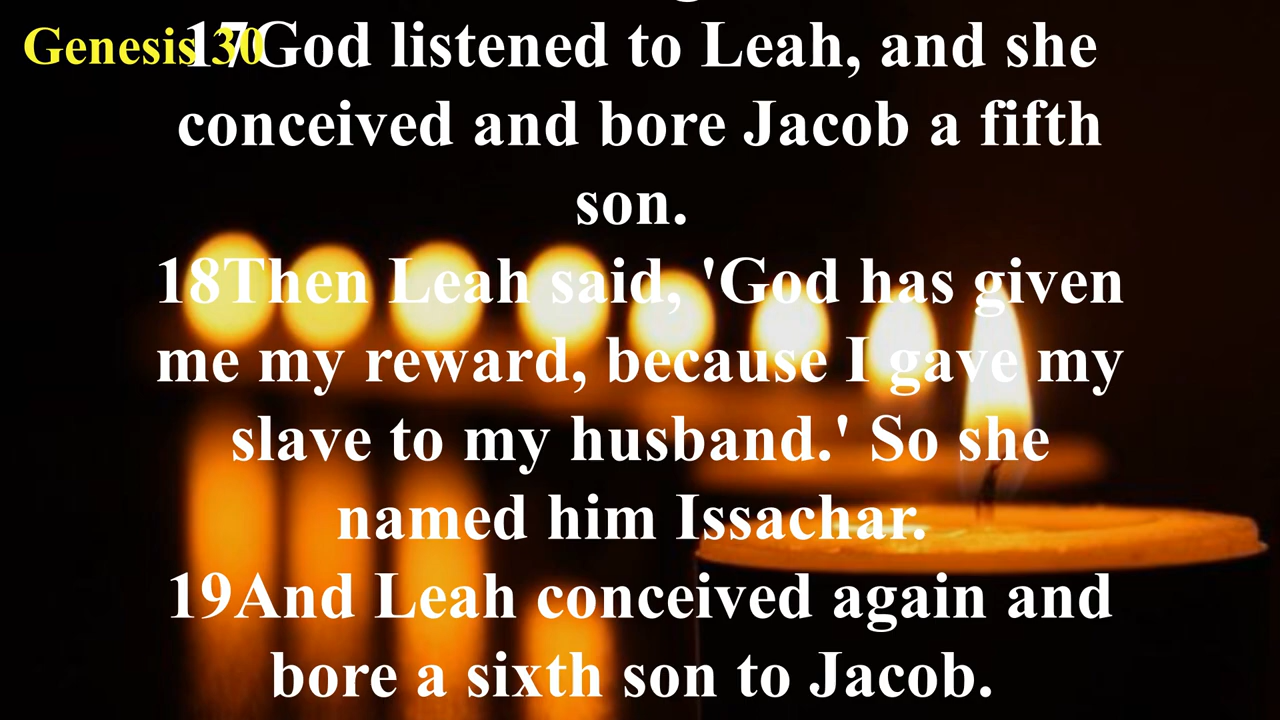 Genesis 30
17God listened to Leah, and she
conceived and bore Jacob a fifth
son.
18Then Leah said, 'God has given
me my reward, because I gave my
slave to my husband.' So she
named him Issachar.
19And Leah conceived again and
bore a sixth son to Jacob.